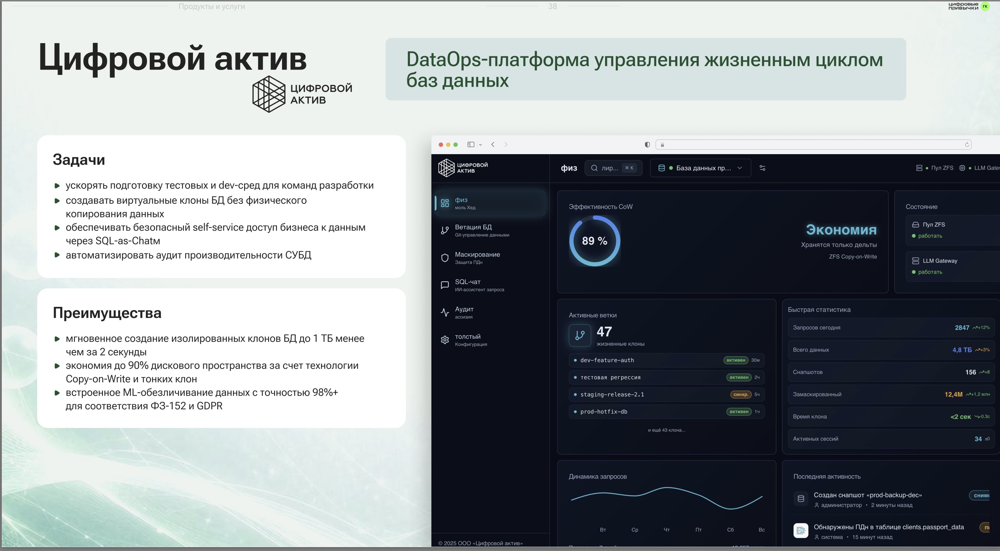 Продукты и услуги
38
цифровые
привычки
ГК
Цифровой актив
ЦИФРОВОЙ
АКТИВ
DataOps-платформа управления жизненным циклом
баз данных
Задачи
ускорять подготовку тестовых и dev-сред для команд разработки
создавать виртуальные клоны БД без физического
копирования данных
обеспечивать безопасный self-service доступ бизнеса к данным
через SQL-as-Chatм
автоматизировать аудит производительности СУБД
Преимущества
мгновенное создание изолированных клонов БД до 1 ТБ менее
чем за 2 секунды
экономия до 90% дискового пространства за счет технологии
Copy-on-Write и тонких клон
встроенное ML-обезличивание данных с точностью 98%+
для соответствия ФЗ-152 и GDPR
ЦИФРОВОЙ
АКТИВ
физ
лир... ⌘ K
База данных пр...
Пул ZFS
LLM Gatew
физ
моль Хед
Ветация БД
Git-управление данными
Маскирование
Защита ПДн
SQL-чат
ИИ-ассистент запроса
Аудит
ассизия
толстый
Конфигурация
© 2025 ООО «Цифровой актив»
Эффективность CoW
89 %
Экономия
Хранятся только дельты
ZFS Copy-on-Write
Состояние
Пул ZFS
работать
LLM Gateway
работать
Активные ветки
47
жизненные клоны
dev-feature-auth активен 30м
тестовая регрессия активен 2ч
staging-release-2.1 синхр. 5ч
prod-hotfix-db активен 1ч
и ещё 43 клона...
Быстрая статистика
Запросов сегодня 2847 +12%
Всего данных 4,8 ТБ +3%
Снапшотов 156 +8
Замаскированный 12,4М +1,2 млн
Время клона <2 сек -0.3с
Активных сессий 34 ±0
Динамика запросов
Вт Ср Чт Пт Сб Вс
Последняя активность
Создан снапшот «prod-backup-dec»
снимо
администратор • 2 минуты назад
Обнаружены ПДн в таблице clients.passport_data
система • 15 минут назад